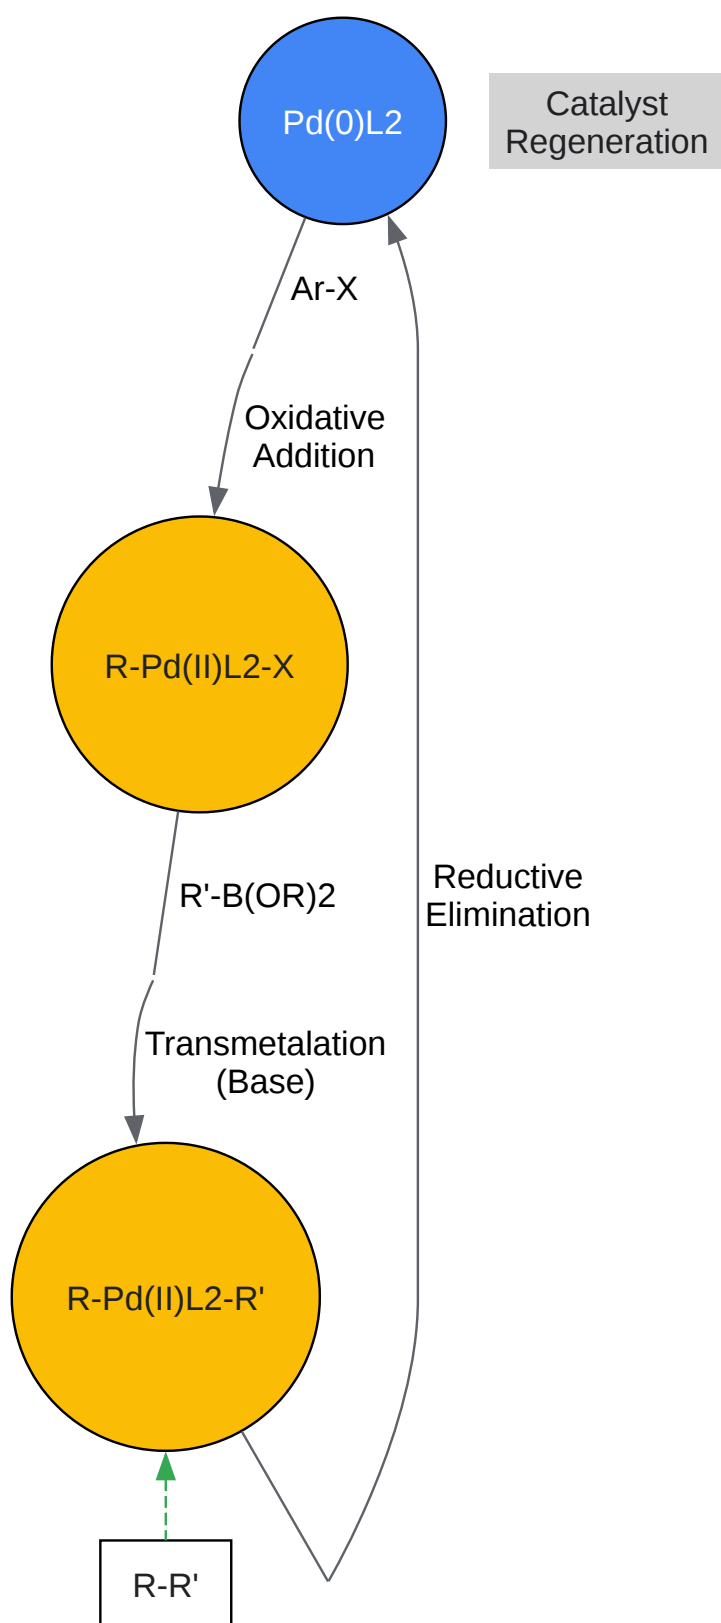 Pd(0)L2
Catalyst
Regeneration
Ar-X
Oxidative
Addition
R-Pd(II)L2-X
R'-B(OR)2
Reductive
Elimination
Transmetalation
(Base)
R-Pd(II)L2-R'
R-R'